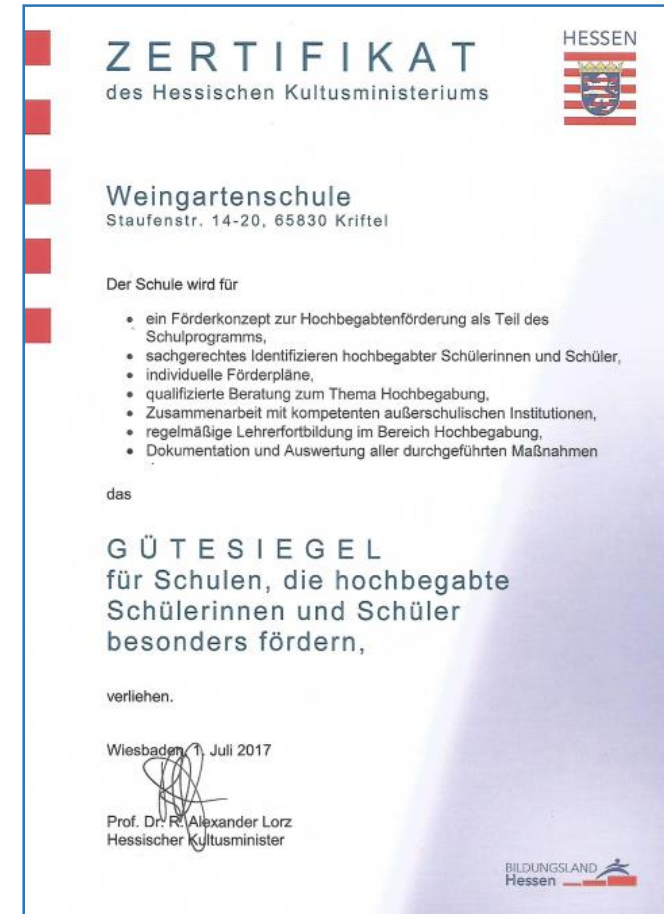 ZERTIFIKAT
des Hessischen Kultusministeriums
HESSEN
Weingartenschule
Staufenstr. 14-20, 65830 Kriftel
Der Schule wird für
• ein Förderkonzept zur Hochbegabtenförderung als Teil des
Schulprogramms,
• sachgerechtes Identifizieren hochbegabter Schülerinnen und Schüler,
• individuelle Förderpläne,
• qualifizierte Beratung zum Thema Hochbegabung,
• Zusammenarbeit mit kompetenten außerschulischen Institutionen,
• regelmäßige Lehrerfortbildung im Bereich Hochbegabung,
• Dokumentation und Auswertung aller durchgeführten Maßnahmen
das
GÜTESIEGEL
für Schulen, die hochbegabte
Schülerinnen und Schüler
besonders fördern,
verliehen.
Wiesbaden, 1. Juli 2017
Prof. Dr. R. Alexander Lorz
Hessischer Kultusminister
BILDUNGSLAND
Hessen